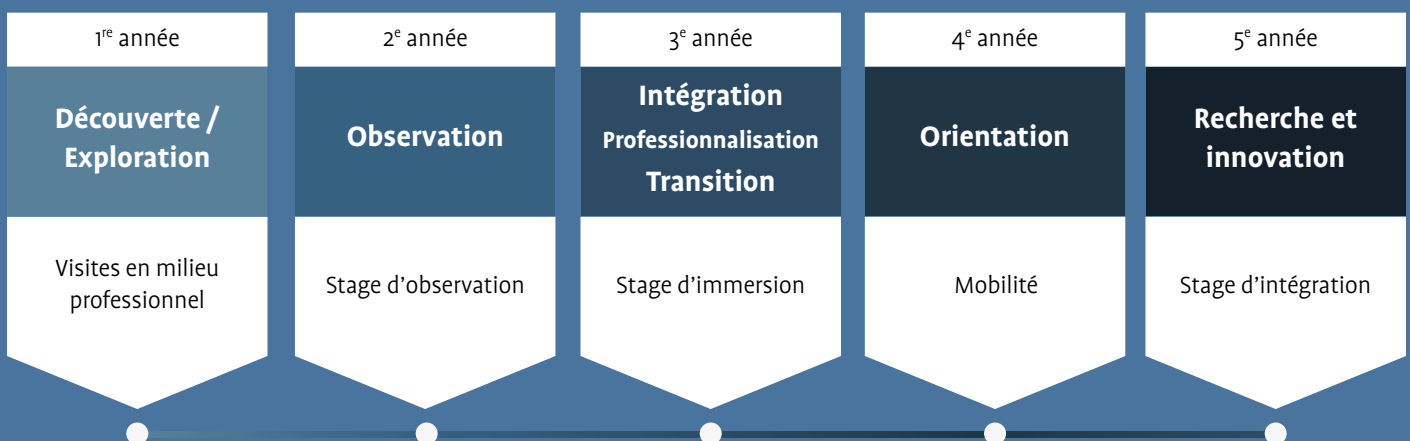 1re année
Découverte /
Exploration
Visites en milieu
professionnel
2e année
Observation
Stage d’observation
3e année
Intégration
Professionnalisation
Transition
Stage d’immersion
4e année
Orientation
Mobilité
5e année
Recherche et
innovation
Stage d’intégration